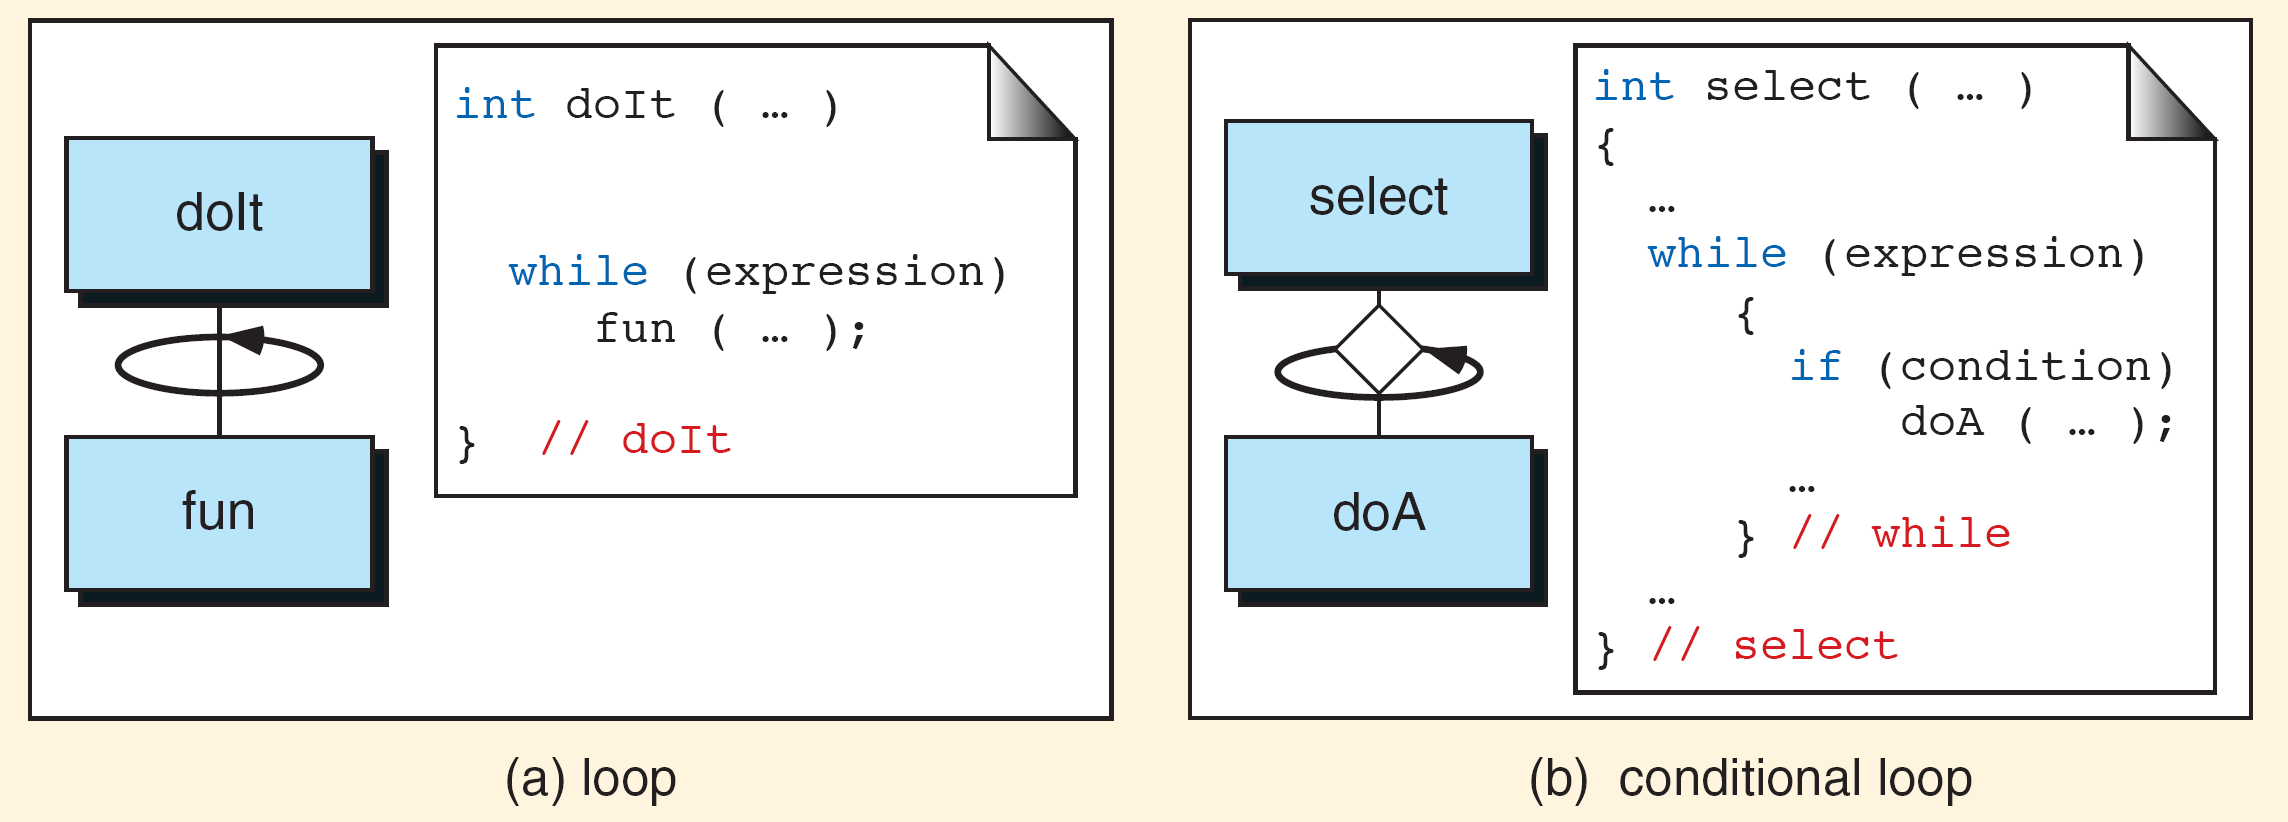 doIt
fun
int doIt ( … )
while (expression)
fun ( … );
} // doIt
(a) loop
select
doA
int select ( … )
{
…
while (expression)
{
if (condition)
doA ( … );
…
} // while
…
} // select
(b) conditional loop